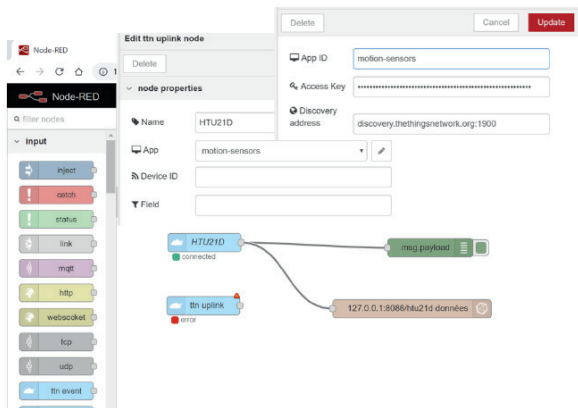 Node-RED
1
Node-RED
filter nodes
input
inject
catch
status
link
mqtt
http
websocket
tcp
udp
ttn event
Edit ttn uplink node
Delete
node properties
Name
HTU21D
App
motion-sensors
Device ID
Field
Delete
Cancel
Update
App ID
motion-sensors
Access Key
Discovery
address
discovery.thethingsnetwork.org:1900
HTU21D
connected
msg.payload
ttn uplink
error
127.0.0.1:8086/htu21d données